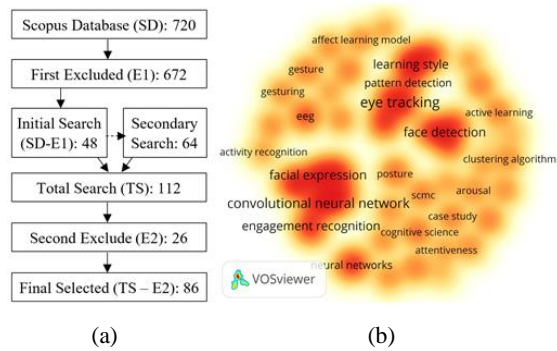 Scopus Database (SD): 720
First Excluded (E1): 672
Initial Search
(SD-E1): 48
Secondary
Search: 64
Total Search (TS): 112
Second Exclude (E2): 26
Final Selected (TS – E2): 86
(a)
affect learning model
learning style
gesture
pattern detection
gesturing
eye tracking
eeg
active learning
face detection
activity recognition
clustering algorithm
facial expression
posture
scmc
arousal
convolutional neural network
case study
engagement recognition
cognitive science
attentiveness
neural networks
VOSviewer
(b)